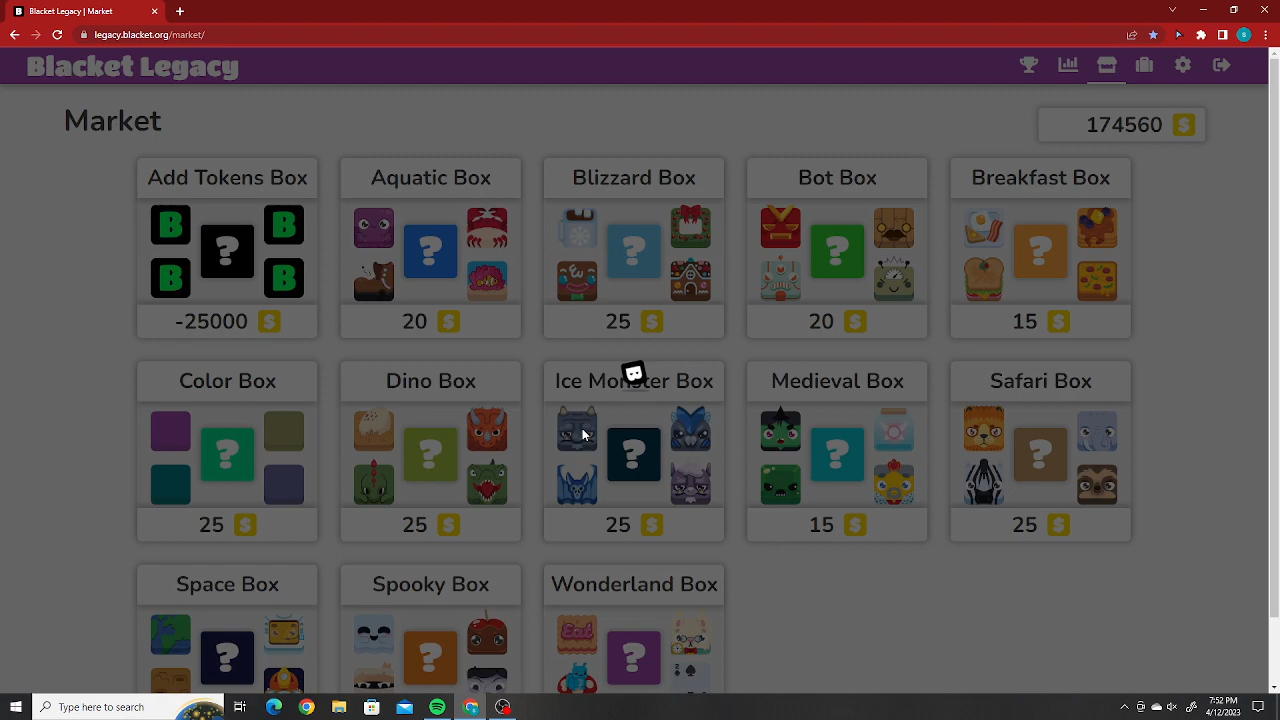 Blacket Legacy | Market
legacy.blacket.org/market/
S
Blacket Legacy
Market
174560 $
Add Tokens Box
Aquatic Box
Blizzard Box
Bot Box
Breakfast Box
B ? B
B B
?
?
?
?
-25000 $
20 $
25 $
20 $
15 $
Color Box
Dino Box
Ice Monster Box
Medieval Box
Safari Box
?
?
?
?
?
25 $
25 $
25 $
15 $
25 $
Space Box
Spooky Box
Wonderland Box
Eat
?
?
?
Type here to search
7:52 PM
4/12/2023